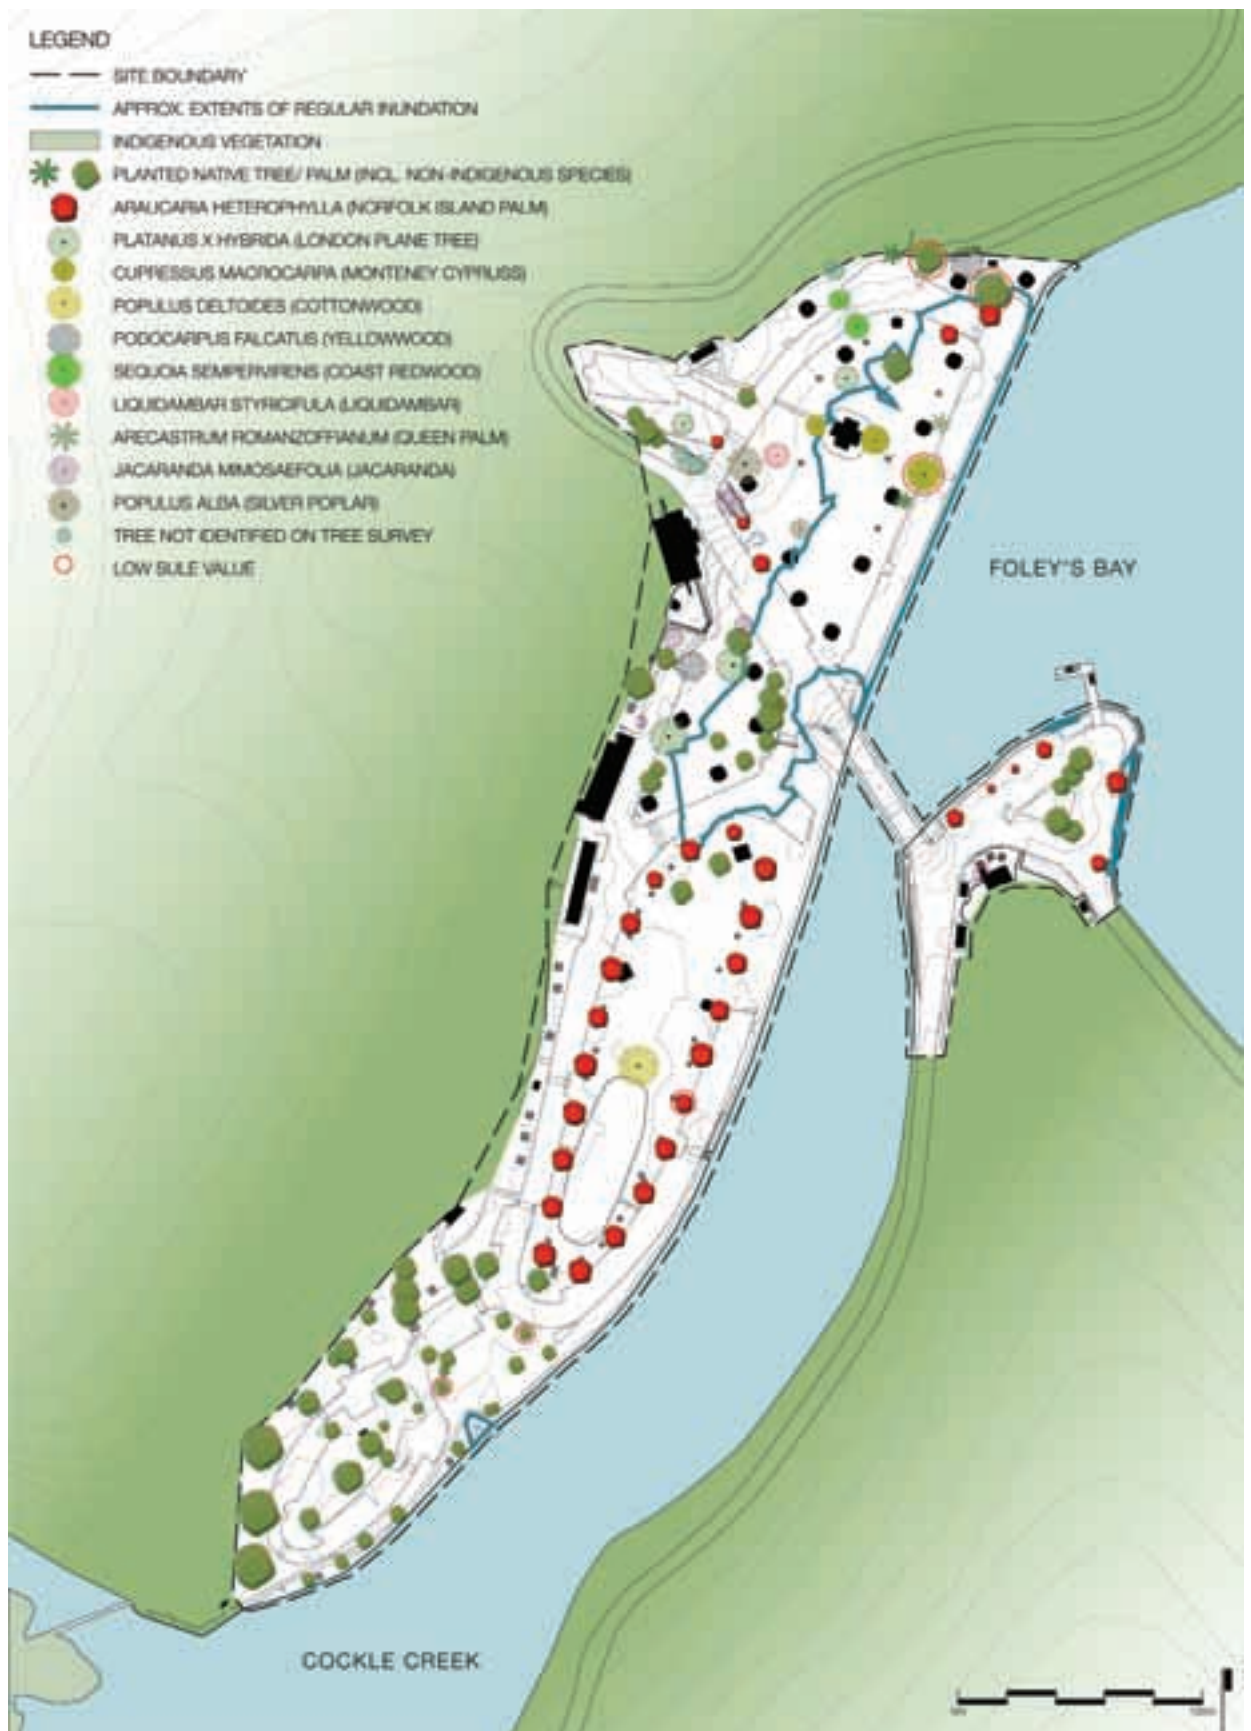 LEGEND
SITE BOUNDARY
APPROX. EXTENTS OF REGULAR INUNDATION
INDIGENOUS VEGETATION
PLANTED NATIVE TREE/ PALM (INCL. NON-INDIGENOUS SPECIES)
ARAUCARIA HETEROPHYLLA (NORFOLK ISLAND PALM)
PLATANUS X HYBRIDA (LONDON PLANE TREE)
CUPRESSUS MACROCARPA (MONTENEY CYPRUSS)
POPULUS DELTOIDES (COTTONWOOD)
PODOCARPUS FALCATUS (YELLOWWOOD)
SEQUOIA SEMPERVIRENS (COAST REDWOOD)
LIQUIDAMBAR STYRICIFULA (LIQUIDAMBAR)
ARECASTRUM ROMANZOFFIANUM (QUEEN PALM)
JACARANDA MIMOSAEFOLIA (JACARANDA)
POPULUS ALBA (SILVER POPLAR)
TREE NOT IDENTIFIED ON TREE SURVEY
LOW SULE VALUE
FOLEY'S BAY
COCKLE CREEK